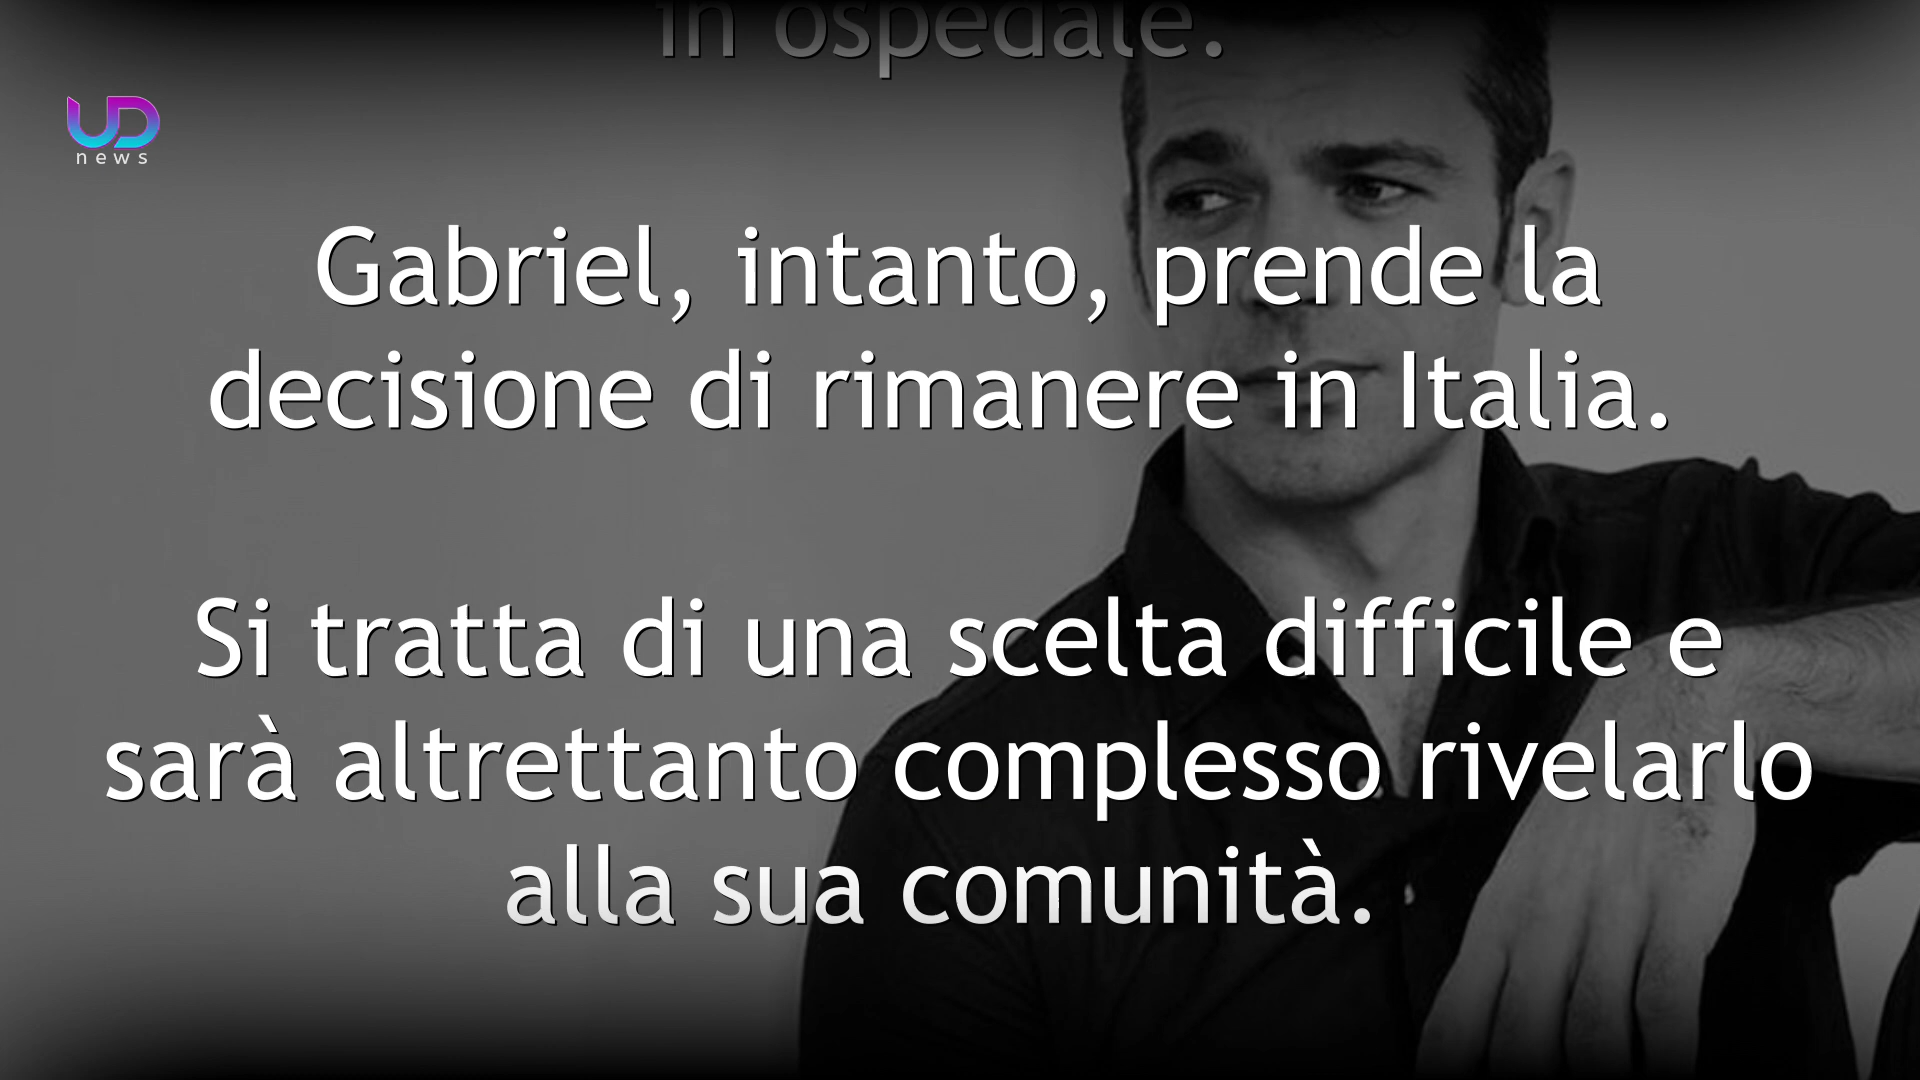 in ospedale.
UD
news
Gabriel, intanto, prende la
decisione di rimanere in Italia.
Si tratta di una scelta difficile e
sarà altrettanto complesso rivelarlo
alla sua comunità.